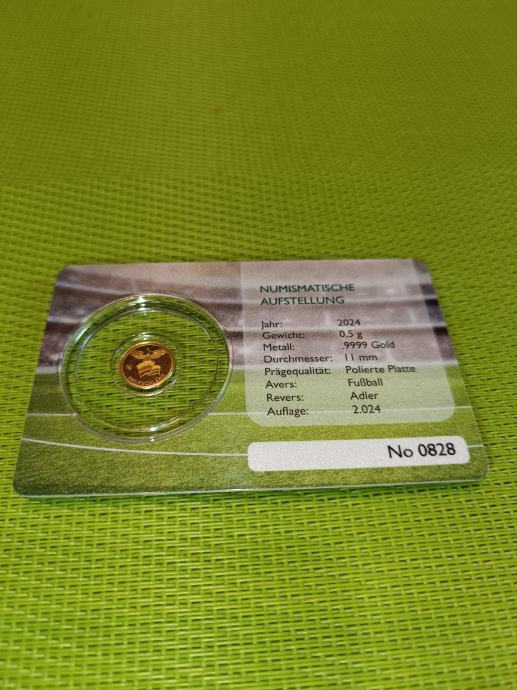 NUMISMATISCHE
AUFSTELLUNG
Jahr: 2024
Gewicht: 0,5 g
Metall: .9999 Gold
Durchmesser: 11 mm
Prägequalität: Polierte Platte
Avers: Fußball
Revers: Adler
Auflage: 2.024
No 0828